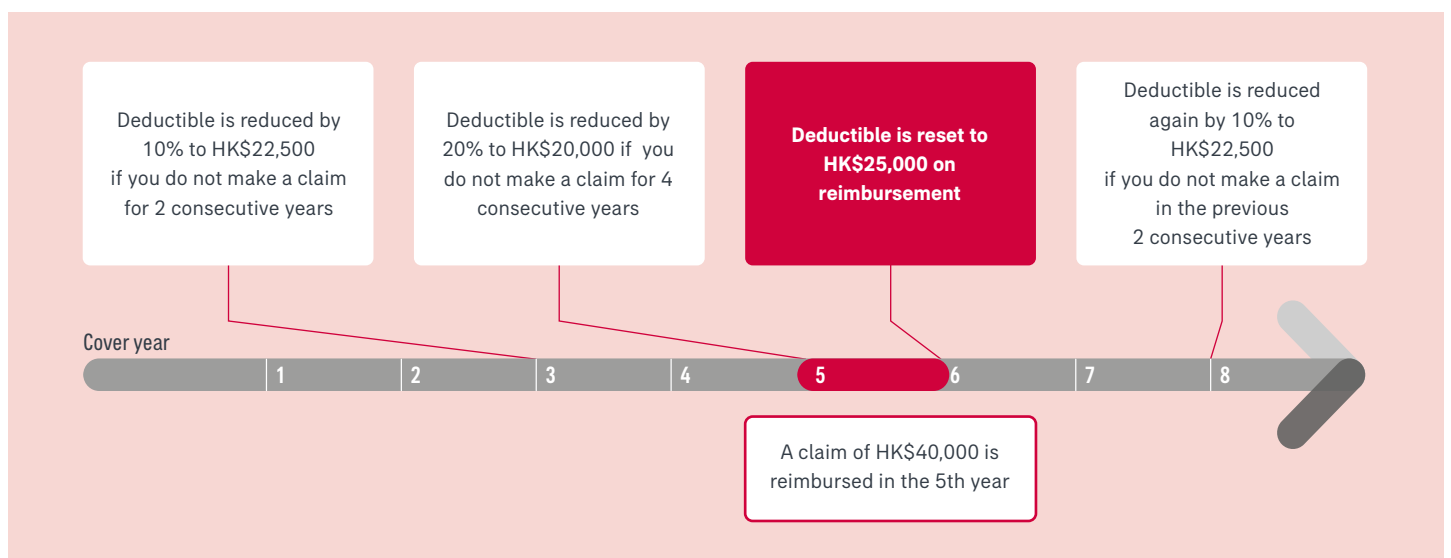 Deductible is reduced by
10% to HK$22,500
if you do not make a claim
for 2 consecutive years
Deductible is reduced by
20% to HK$20,000 if you
do not make a claim for 4
consecutive years
Deductible is reset to
HK$25,000 on
reimbursement
Deductible is reduced
again by 10% to
HK$22,500
if you do not make a claim
in the previous
2 consecutive years
Cover year
1 2 3 4 5 6 7 8
A claim of HK$40,000 is
reimbursed in the 5th year